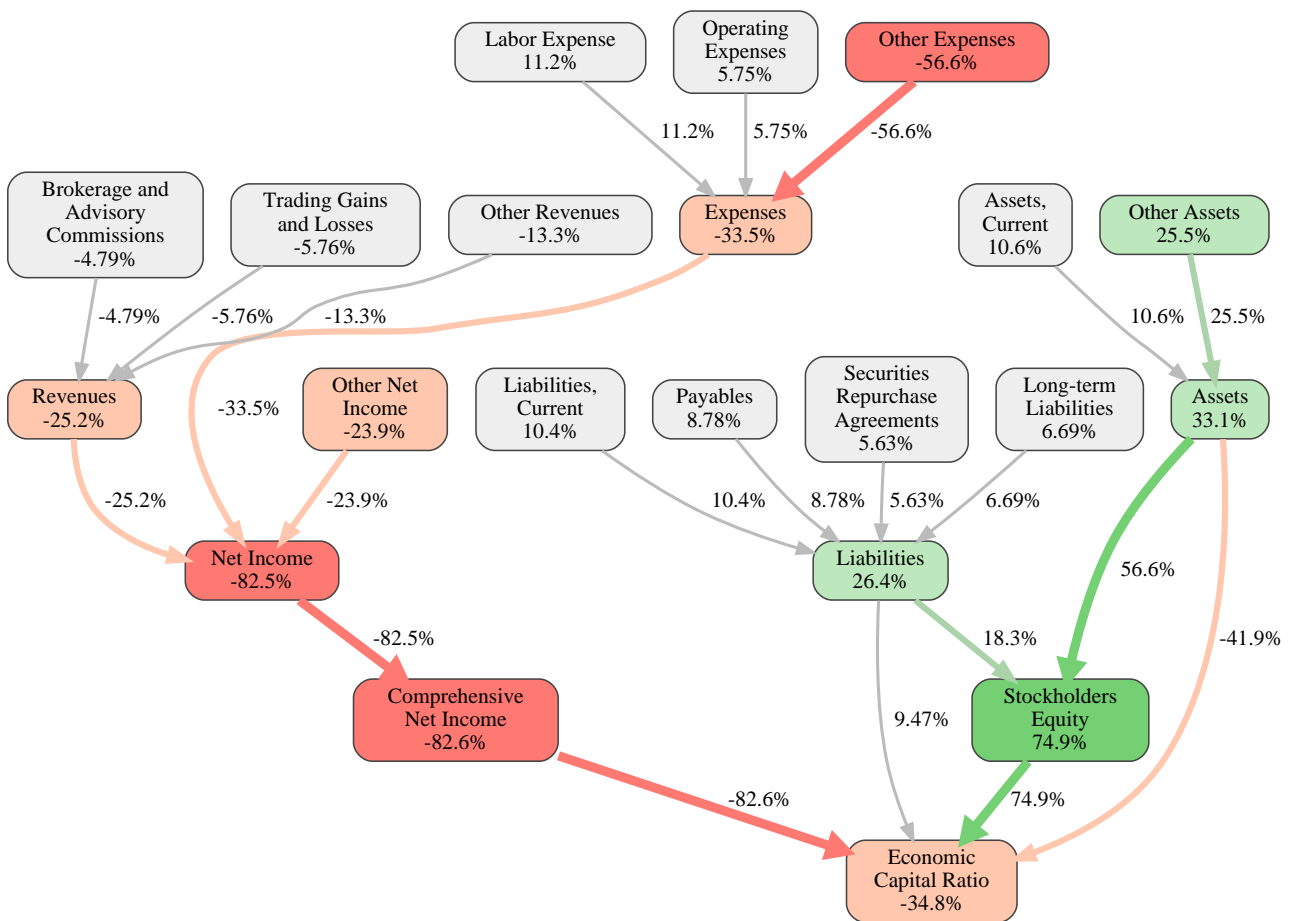 Labor Expense
11.2%
Operating
Expenses
5.75%
Other Expenses
-56.6%
11.2%
5.75%
-56.6%
Brokerage and
Advisory
Commissions
-4.79%
Trading Gains
and Losses
-5.76%
Other Revenues
-13.3%
Expenses
-33.5%
Assets,
Current
10.6%
Other Assets
25.5%
-4.79%
-5.76%
-13.3%
10.6%
25.5%
Revenues
-25.2%
-33.5%
Other Net
Income
-23.9%
Liabilities,
Current
10.4%
Payables
8.78%
Securities
Repurchase
Agreements
5.63%
Long-term
Liabilities
6.69%
Assets
33.1%
-25.2%
-23.9%
10.4%
8.78%
5.63%
6.69%
Net Income
-82.5%
Liabilities
26.4%
56.6%
-82.5%
18.3%
-41.9%
Comprehensive
Net Income
-82.6%
9.47%
Stockholders
Equity
74.9%
-82.6%
74.9%
Economic
Capital Ratio
-34.8%